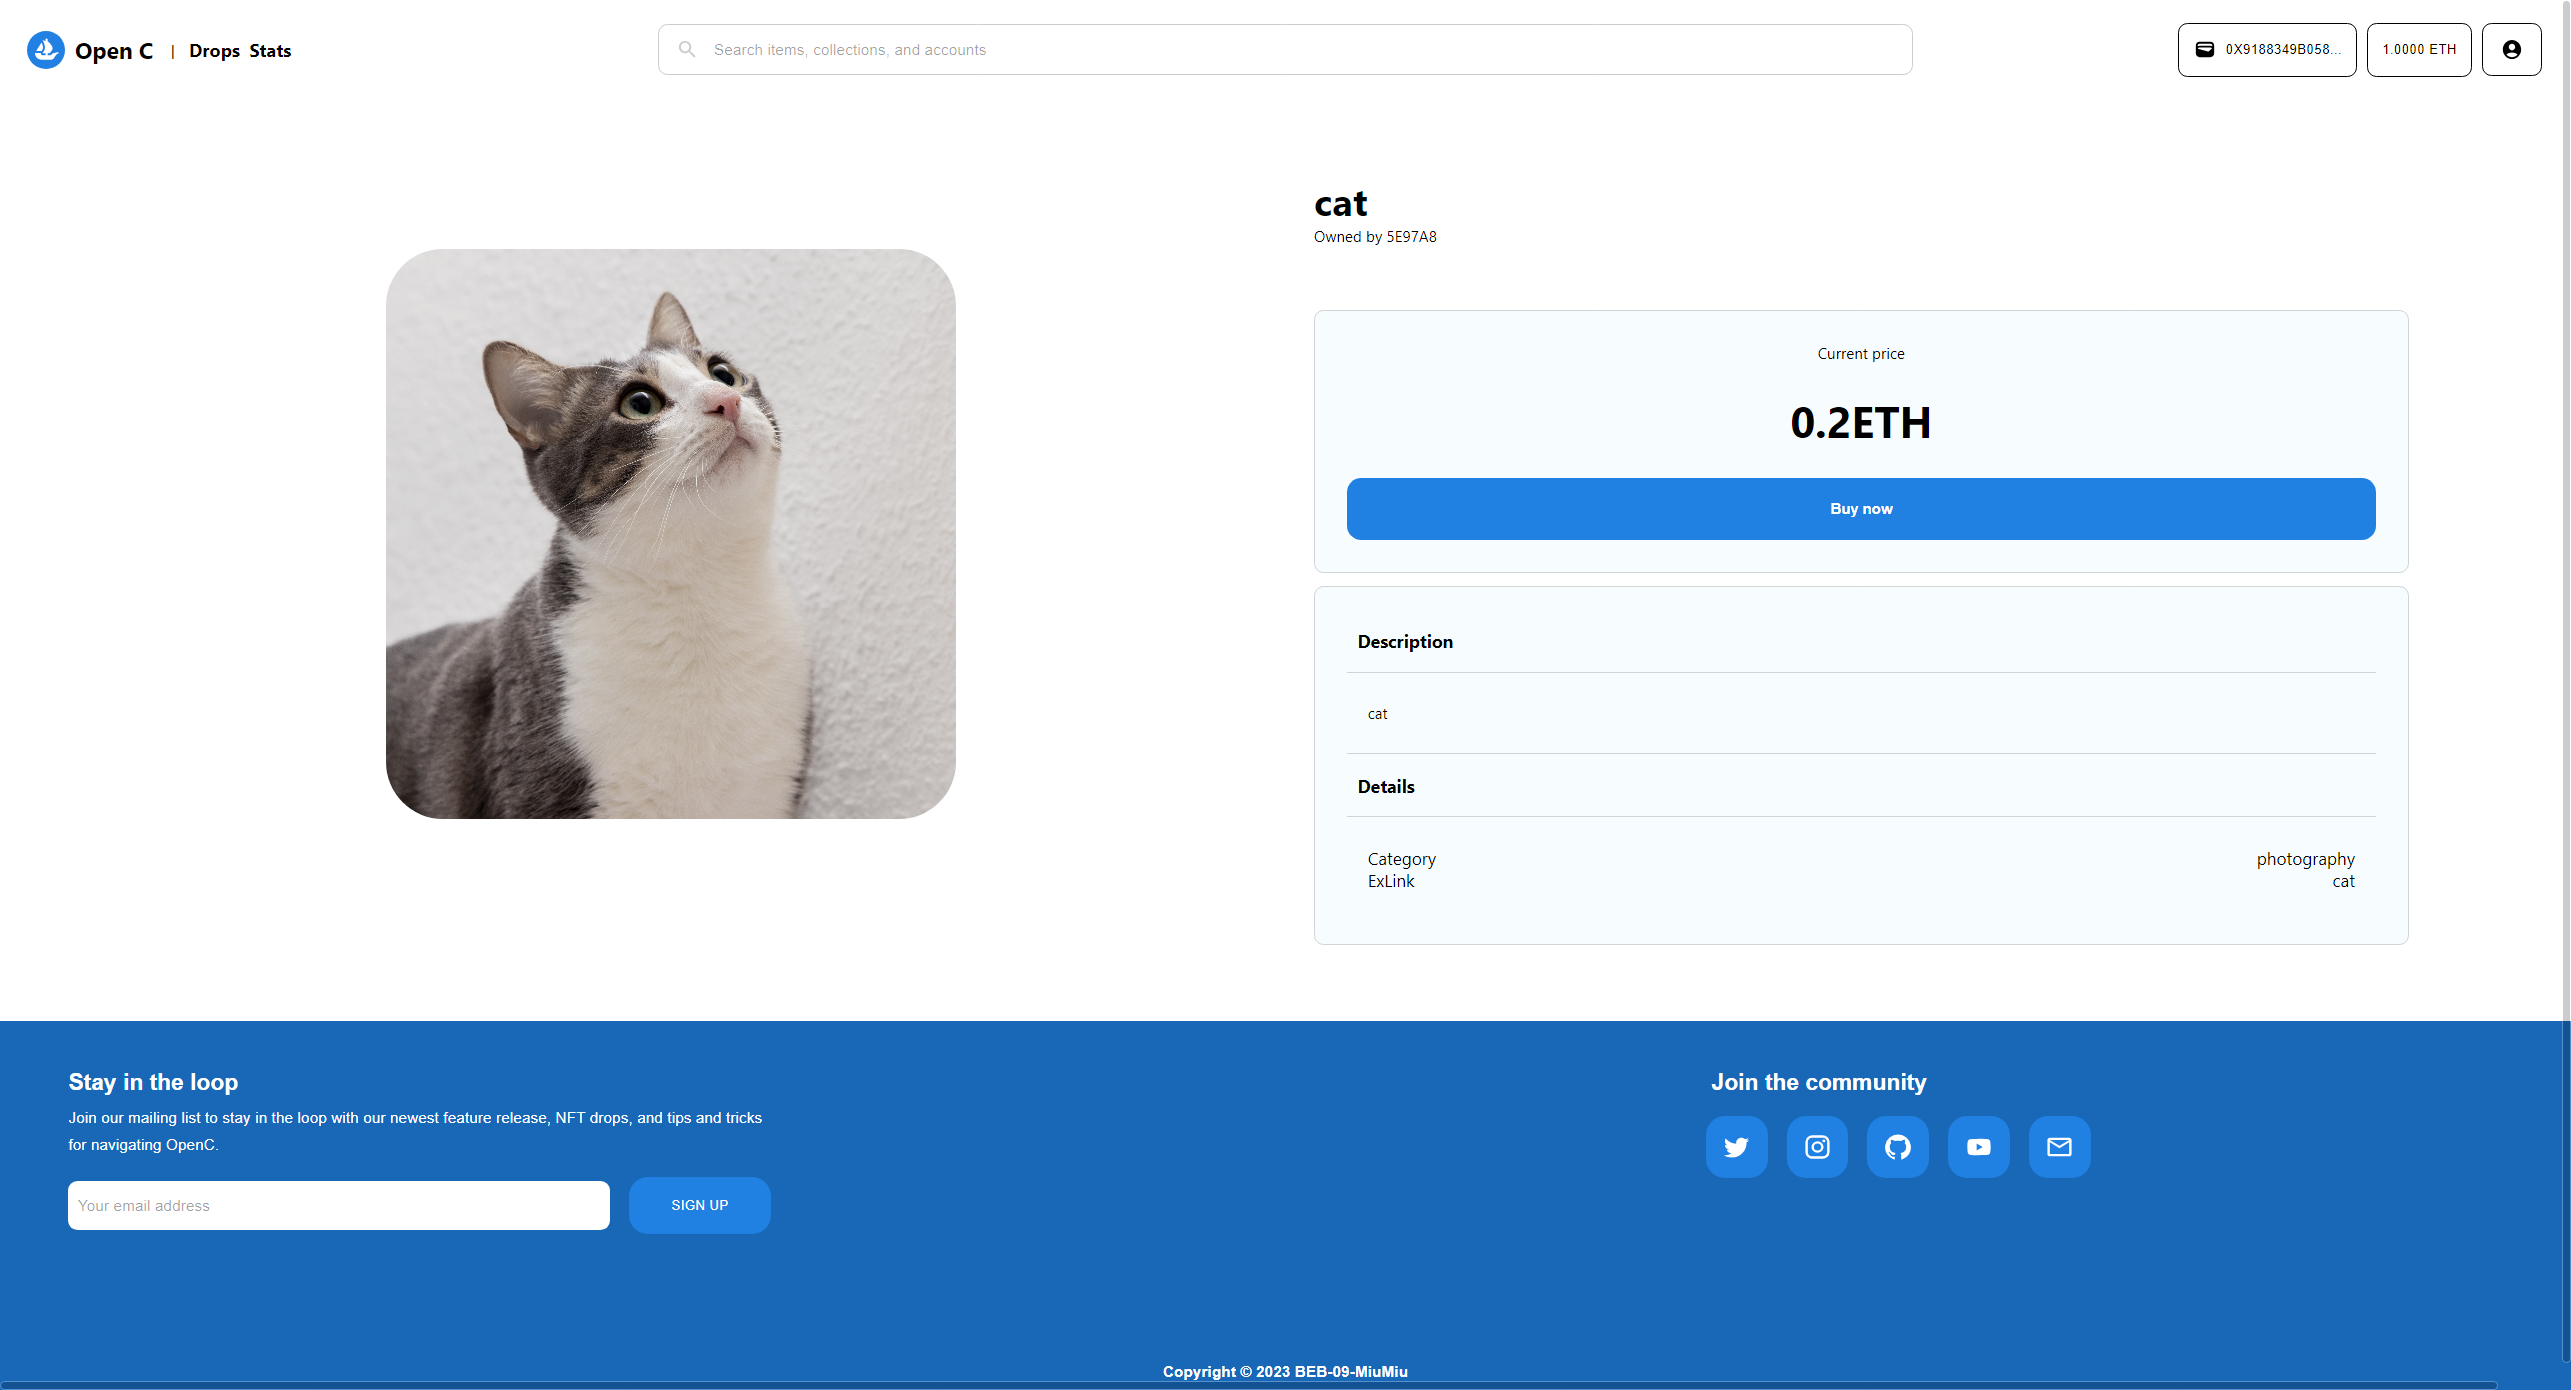 Open C | Drops Stats
Search items, collections, and accounts
0X9188349B058...
1.0000 ETH
cat
Owned by 5E97A8
Current price
0.2ETH
Buy now
Description
cat
Details
Category photography
ExLink cat
Stay in the loop
Join our mailing list to stay in the loop with our newest feature release, NFT drops, and tips and tricks
for navigating OpenC.
Your email address
SIGN UP
Join the community
Copyright © 2023 BEB-09-MiuMiu